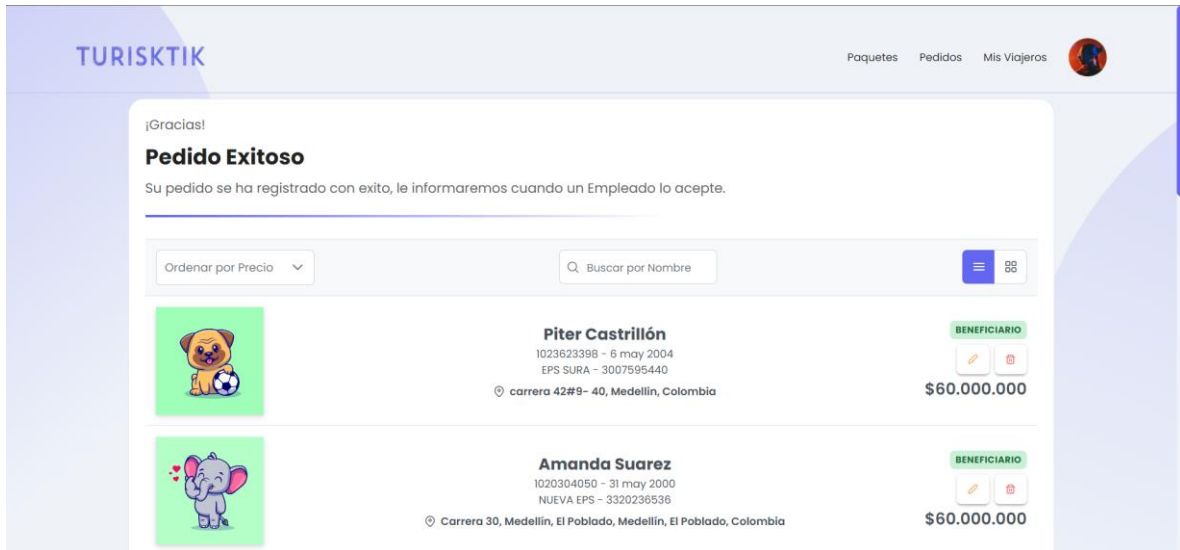 TURISKTIK
Paquetes Pedidos Mis Viajeros
¡Gracias!
Pedido Exitoso
Su pedido se ha registrado con exito, le informaremos cuando un Empleado lo acepte.
Ordenar por Precio
Buscar por Nombre
Piter Castrillón
1023623398 - 6 may 2004
EPS SURA - 3007595440
carrera 42#9- 40, Medellin, Colombia
BENEFICIARIO
$60.000.000
Amanda Suarez
1020304050 - 31 may 2000
NUEVA EPS - 3320236536
Carrera 30, Medellín, El Poblado, Medellín, El Poblado, Colombia
BENEFICIARIO
$60.000.000